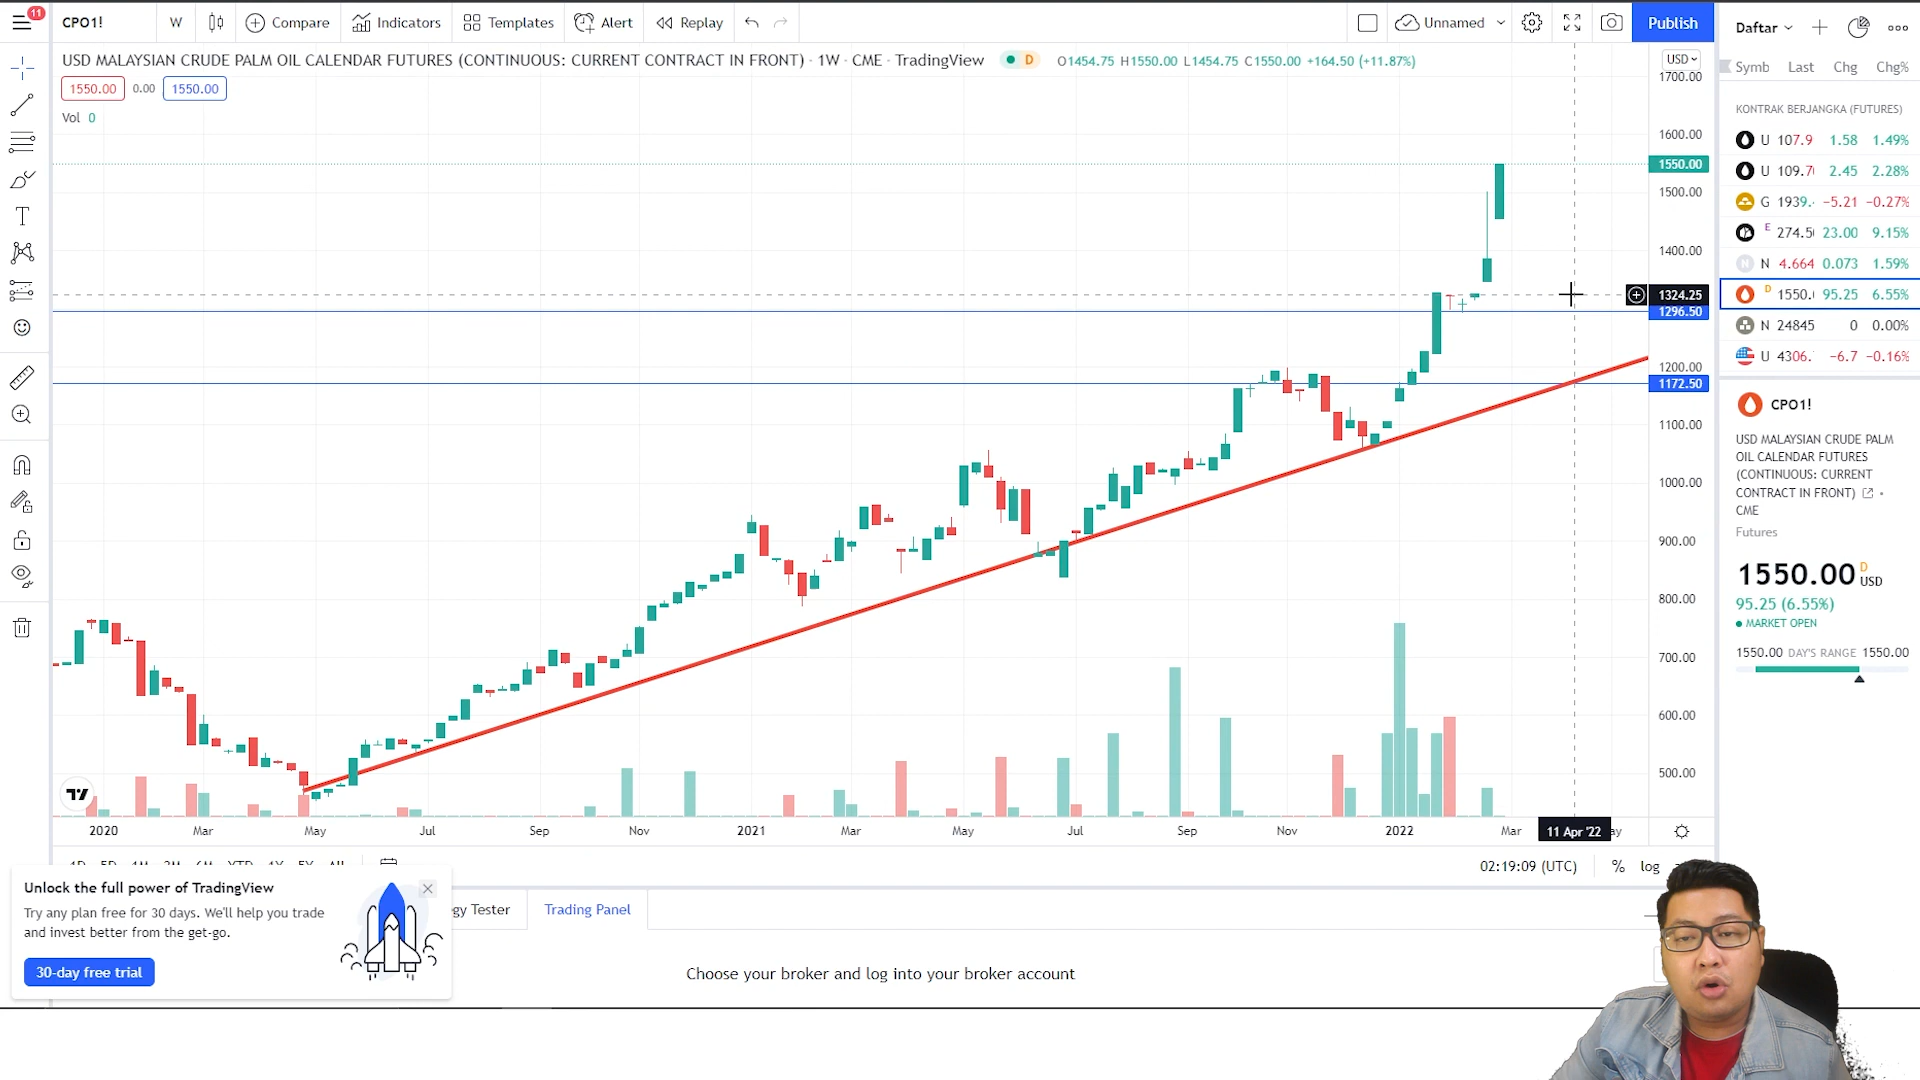 11
CPO1!
W
Compare
Indicators
Templates
Alert
Replay
Unnamed
Publish
Daftar
USD MALAYSIAN CRUDE PALM OIL CALENDAR FUTURES (CONTINUOUS: CURRENT CONTRACT IN FRONT) · 1W · CME · TradingView
D O1454.75 H1550.00 L1454.75 C1550.00 +164.50 (+11.87%)
1550.00 0.00 1550.00
Vol 0
USD
1700.00
1600.00
1550.00
1500.00
1400.00
1324.25
1296.50
1200.00
1172.50
1100.00
1000.00
900.00
800.00
700.00
600.00
500.00
2020 Mar May Jul Sep Nov 2021 Mar May Jul Sep Nov 2022 Mar 11 Apr '22
02:19:09 (UTC) % log
Symb Last Chg Chg%
KONTRAK BERJANGKA (FUTURES)
U 107.9 1.58 1.49%
U 109.7 2.45 2.28%
G 1939. −5.21 −0.27%
E 274.5 23.00 9.15%
N 4.664 0.073 1.59%
D 1550. 95.25 6.55%
N 24845 0 0.00%
U 4306. −6.7 −0.16%
CPO1!
USD MALAYSIAN CRUDE PALM
OIL CALENDAR FUTURES
(CONTINUOUS: CURRENT
CONTRACT IN FRONT) •
CME
Futures
1550.00 D USD
95.25 (6.55%)
MARKET OPEN
1550.00 DAY'S RANGE 1550.00
Unlock the full power of TradingView
Try any plan free for 30 days. We'll help you trade
and invest better from the get-go.
30-day free trial
gy Tester
Trading Panel
Choose your broker and log into your broker account